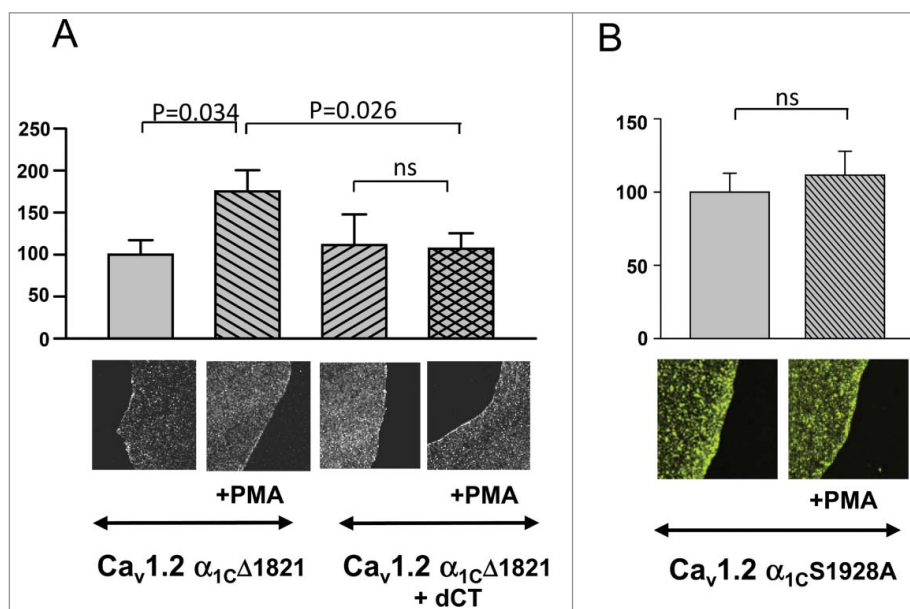 A
P=0.034
P=0.026
ns
250
200
150
100
50
0
+PMA
+PMA
Cav1.2 α1CΔ1821
Cav1.2 α1CΔ1821
+ dCT
B
ns
150
100
50
0
+PMA
Cav1.2 α1CS1928A